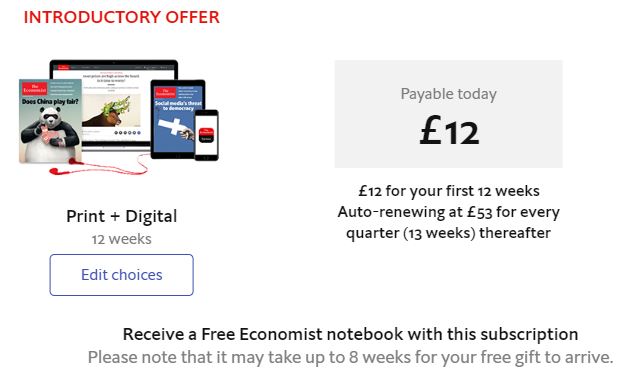 INTRODUCTORY OFFER
The
Economist
Does China play fair?
The
Economist
Social media's threat
to democracy
Payable today
£12
£12 for your first 12 weeks
Auto-renewing at £53 for every
quarter (13 weeks) thereafter
Print + Digital
12 weeks
Edit choices
Receive a Free Economist notebook with this subscription
Please note that it may take up to 8 weeks for your free gift to arrive.